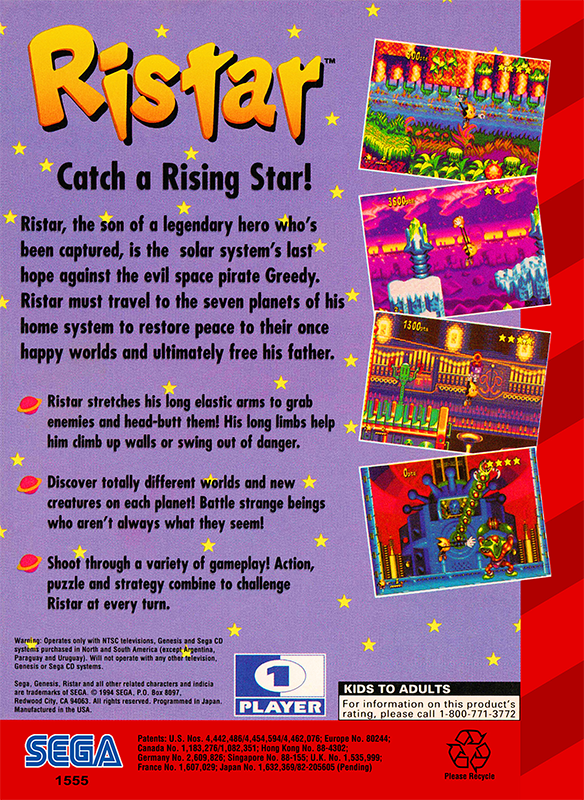 Ristar™
Catch a Rising Star!
Ristar, the son of a legendary hero who's
been captured, is the solar system's last
hope against the evil space pirate Greedy.
Ristar must travel to the seven planets of his
home system to restore peace to their once
happy worlds and ultimately free his father.
Ristar stretches his long elastic arms to grab
enemies and head-butt them! His long limbs help
him climb up walls or swing out of danger.
Discover totally different worlds and new
creatures on each planet! Battle strange beings
who aren't always what they seem!
Shoot through a variety of gameplay! Action,
puzzle and strategy combine to challenge
Ristar at every turn.
500pts
3600pts
1300pts
0pts
Warning: Operates only with NTSC televisions, Genesis and Sega CD
systems purchased in North and South America (except Argentina,
Paraguay and Uruguay). Will not operate with any other television,
Genesis or Sega CD systems.
Sega, Genesis, Ristar and all other related characters and indicia
are trademarks of SEGA. © 1994 SEGA, P.O. Box 8097,
Redwood City, CA 94063. All rights reserved. Programmed in Japan.
Manufactured in the USA.
1
PLAYER
KIDS TO ADULTS
For information on this product's
rating, please call 1-800-771-3772
SEGA
1555
Patents: U.S. Nos. 4,442,486/4,454,594/4,462,076; Europe No. 80244;
Canada No. 1,183,276/1,082,351; Hong Kong No. 88-4302;
Germany No. 2,609,826; Singapore No. 88-155; U.K. No. 1,535,999;
France No. 1,607,029; Japan No. 1,632,369/82-205605 (Pending)
Please Recycle